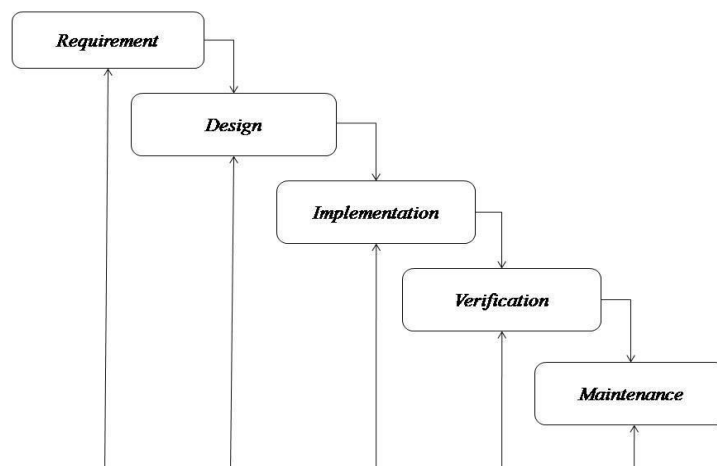 Requirement
Design
Implementation
Verification
Maintenance